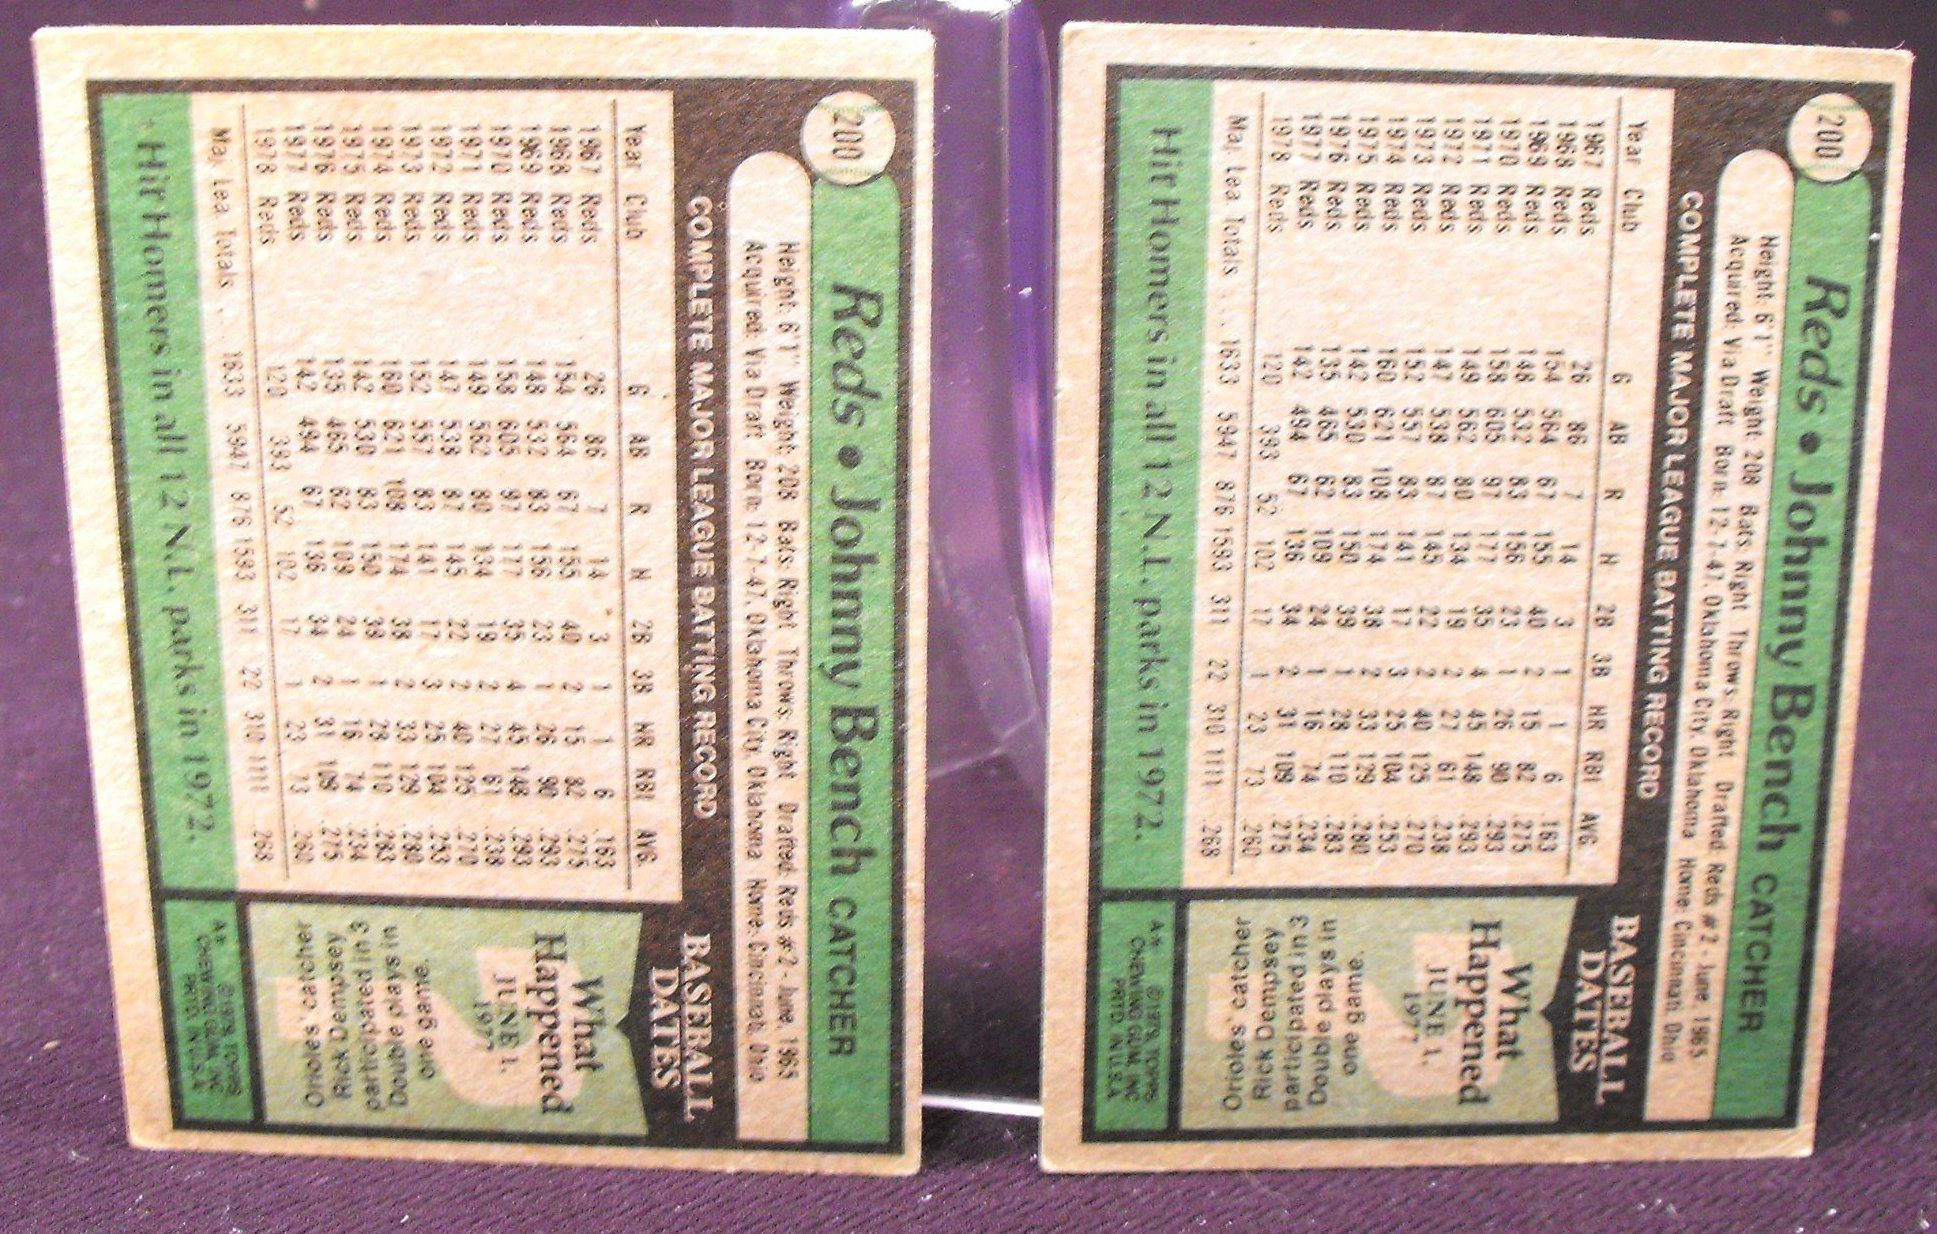 200
Reds • Johnny Bench CATCHER
Height: 6'1" Weight: 208 Bats: Right Throws: Right Drafted: Reds #2 - June, 1965
Acquired: Via Draft Born: 12-7-47, Oklahoma City, Oklahoma Home: Cincinnati, Ohio
COMPLETE MAJOR LEAGUE BATTING RECORD
Year Club G AB R H 2B 3B HR RBI AVG.
1967 Reds 26 86 7 14 3 1 1 6 .163
1968 Reds 154 564 67 155 40 2 15 82 .275
1969 Reds 148 532 83 156 23 1 26 90 .293
1970 Reds 158 605 97 177 35 4 45 148 .293
1971 Reds 149 562 80 134 19 2 27 61 .238
1972 Reds 147 538 87 145 22 2 40 125 .270
1973 Reds 152 557 83 141 17 3 25 104 .253
1974 Reds 160 621 108 174 38 2 33 129 .280
1975 Reds 142 530 83 150 39 1 28 110 .283
1976 Reds 135 465 62 109 24 1 16 74 .234
1977 Reds 142 494 67 136 34 2 31 109 .275
1978 Reds 120 393 52 102 17 1 23 73 .260
Maj. Lea. Totals . . . 1633 5947 876 1593 311 22 310 1111 .268
Hit Homers in all 12 N.L. parks in 1972.
BASEBALL
DATES
What
Happened
JUNE 1,
1977
Orioles' catcher
Rick Dempsey
participated in 3
Double plays in
one game.
A* ©1979 TOPPS
CHEWING GUM, INC.
PRTD. IN U.S.A.
200
Reds • Johnny Bench CATCHER
Height: 6'1" Weight: 208 Bats: Right Throws: Right Drafted: Reds #2 - June, 1965
Acquired: Via Draft Born: 12-7-47, Oklahoma City, Oklahoma Home: Cincinnati, Ohio
COMPLETE MAJOR LEAGUE BATTING RECORD
Year Club G AB R H 2B 3B HR RBI AVG.
1967 Reds 26 86 7 14 3 1 1 6 .163
1968 Reds 154 564 67 155 40 2 15 82 .275
1969 Reds 148 532 83 156 23 1 26 90 .293
1970 Reds 158 605 97 177 35 4 45 148 .293
1971 Reds 149 562 80 134 19 2 27 61 .238
1972 Reds 147 538 87 145 22 2 40 125 .270
1973 Reds 152 557 83 141 17 3 25 104 .253
1974 Reds 160 621 108 174 38 2 33 129 .280
1975 Reds 142 530 83 150 39 1 28 110 .283
1976 Reds 135 465 62 109 24 1 16 74 .234
1977 Reds 142 494 67 136 34 2 31 109 .275
1978 Reds 120 393 52 102 17 1 23 73 .260
Maj. Lea. Totals . . . 1633 5947 876 1593 311 22 310 1111 .268
Hit Homers in all 12 N.L. parks in 1972.
BASEBALL
DATES
What
Happened
JUNE 1,
1977
Orioles' catcher
Rick Dempsey
participated in 3
Double plays in
one game.
A* ©1979 TOPPS
CHEWING GUM, INC.
PRTD. IN U.S.A.